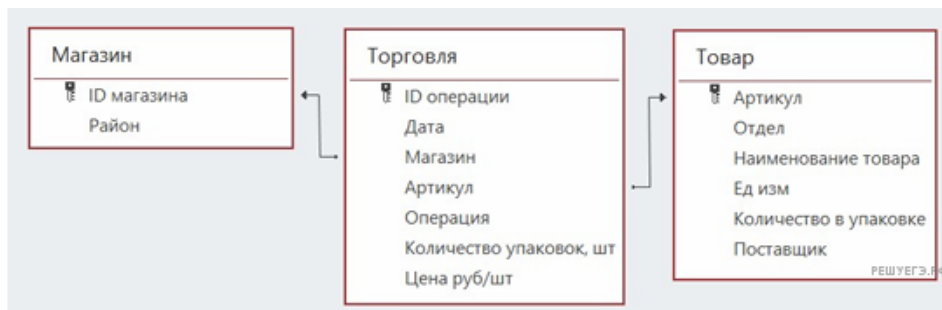 Магазин
ID магазина
Район
Торговля
ID операции
Дата
Магазин
Артикул
Операция
Количество упаковок, шт
Цена руб/шт
Товар
Артикул
Отдел
Наименование товара
Ед изм
Количество в упаковке
Поставщик